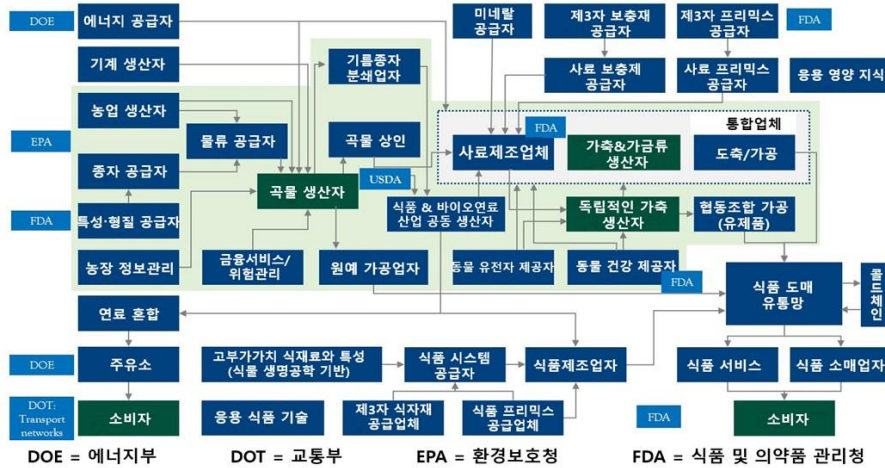 DOE
에너지 공급자
미네랄
공급자
제3자 보충재
공급자
제3자 프리믹스
공급자
FDA
기계 생산자
기름종자
분쇄업자
사료 보충제
공급자
사료 프리믹스
공급자
응용 영양 지식
농업 생산자
EPA
물류 공급자
곡물 상인
FDA
사료제조업체
가축&가금류
생산자
통합업체
도축/가공
종자 공급자
곡물 생산자
USDA
FDA
특성·형질 공급자
식품 & 바이오연료
산업 공동 생산자
독립적인 가축
생산자
협동조합 가공
(유제품)
농장 정보관리
금융서비스/
위험관리
원예 가공업자
동물 유전자 제공자
동물 건강 제공자
FDA
식품 도매
유통망
콜드체인
연료 혼합
DOE
주유소
고부가가치 식재료와 특성
(식물 생명공학 기반)
식품 시스템
공급자
식품제조업자
식품 서비스
식품 소매업자
DOT:
Transport
networks
소비자
응용 식품 기술
제3자 식자재
공급업체
식품 프리믹스
공급업체
FDA
소비자
DOE = 에너지부
DOT = 교통부
EPA = 환경보호청
FDA = 식품 및 의약품 관리청